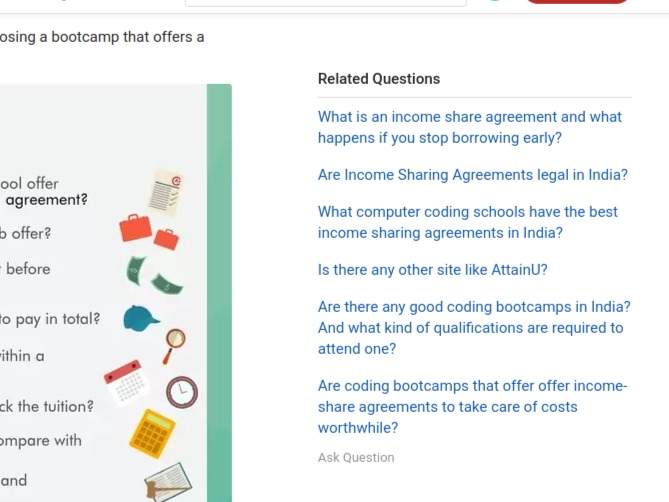 osing a bootcamp that offers a
ool offer
agreement?
b offer?
before
to pay in total?
ithin a
ck the tuition?
ompare with
and
Related Questions
What is an income share agreement and what
happens if you stop borrowing early?
Are Income Sharing Agreements legal in India?
What computer coding schools have the best
income sharing agreements in India?
Is there any other site like AttainU?
Are there any good coding bootcamps in India?
And what kind of qualifications are required to
attend one?
Are coding bootcamps that offer offer income-
share agreements to take care of costs
worthwhile?
Ask Question